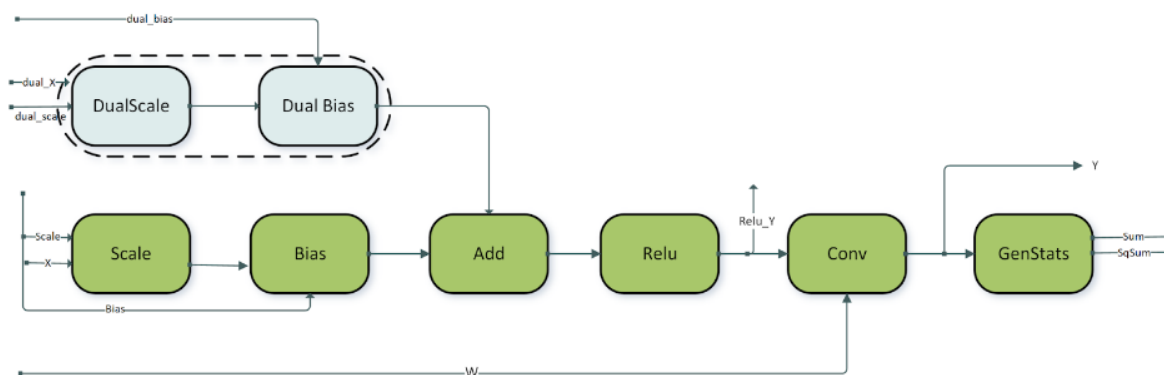 dual_bias
dual_X
dual_scale
DualScale
Dual Bias
Y
Scale
X
Bias
Scale
Bias
Add
Relu
Relu_Y
Conv
GenStats
Sum
SqSum
W